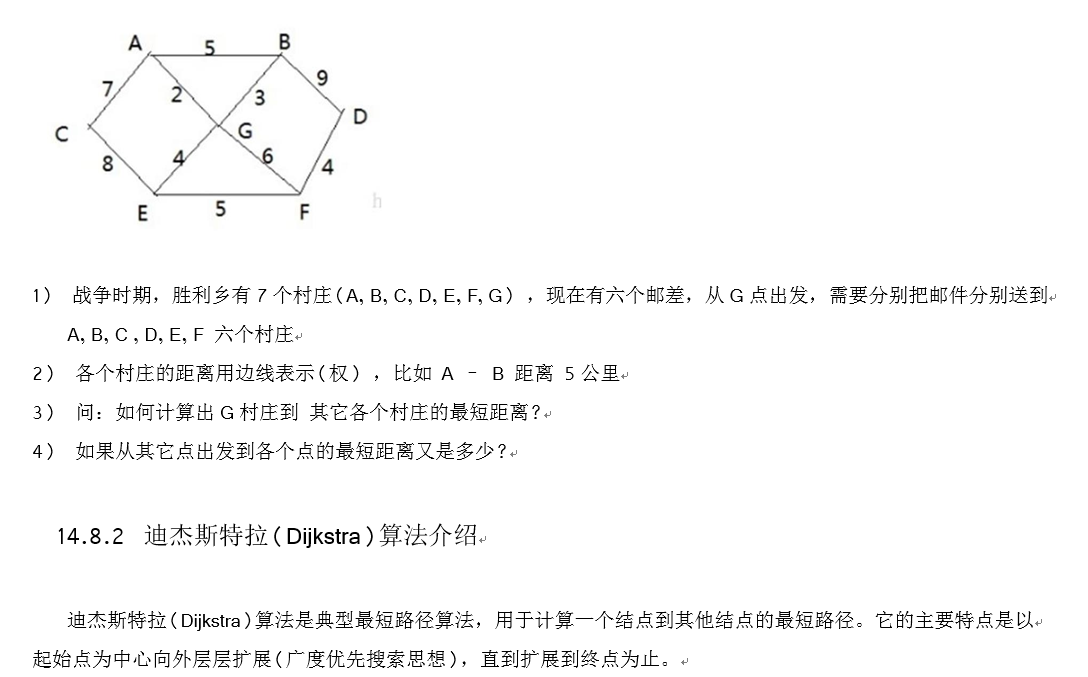 A 5 B
7 2 3 9
C G D
8 4 6 4
h
E 5 F
1) 战争时期，胜利乡有 7 个村庄(A, B, C, D, E, F, G) ，现在有六个邮差，从 G 点出发，需要分别把邮件分别送到
A, B, C , D, E, F 六个村庄
2) 各个村庄的距离用边线表示(权) ，比如 A – B 距离 5 公里
3) 问：如何计算出 G 村庄到 其它各个村庄的最短距离?
4) 如果从其它点出发到各个点的最短距离又是多少?
14.8.2 迪杰斯特拉(Dijkstra)算法介绍
迪杰斯特拉(Dijkstra)算法是典型最短路径算法，用于计算一个结点到其他结点的最短路径。它的主要特点是以
起始点为中心向外层层扩展(广度优先搜索思想)，直到扩展到终点为止。